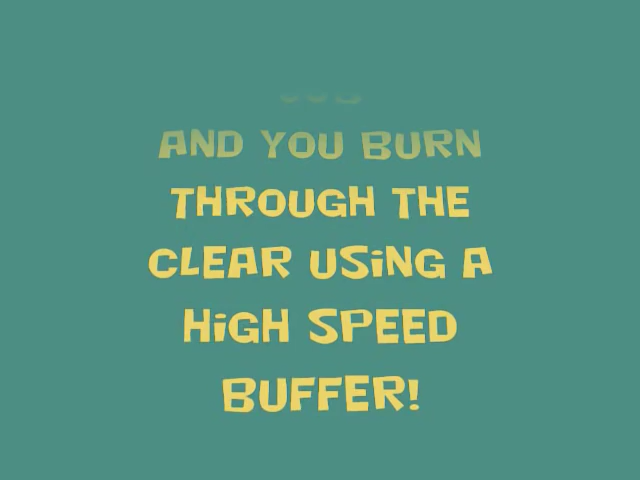 AND YOU BURN
THROUGH THE
CLEAR USiNG A
HiGH SPEED
BUFFER!